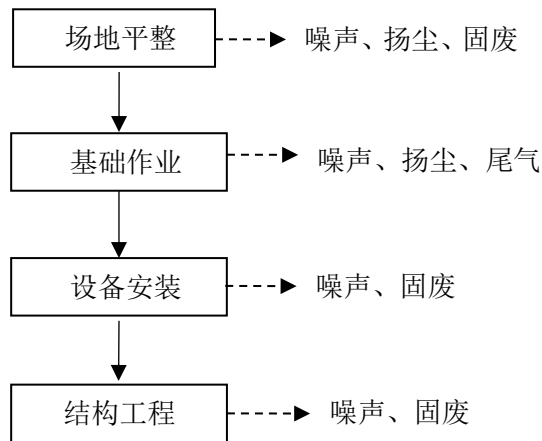 场地平整
噪声、扬尘、固废
基础作业
噪声、扬尘、尾气
设备安装
噪声、固废
结构工程
噪声、固废